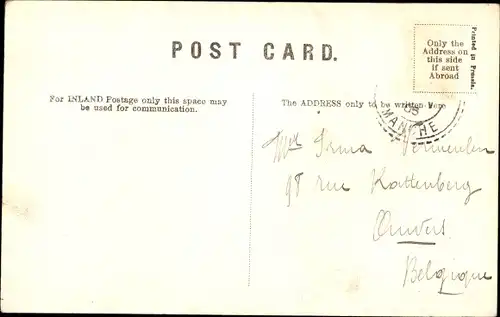 POST CARD.
Only the
Address on
this side
if sent
Abroad
Printed in Prussia.
For INLAND Postage only this space may
be used for communication.
The ADDRESS only to be written here
05
MANCHE
Mlle Irma Vermeulen
98 rue Kattenberg
Anvers
Belgique